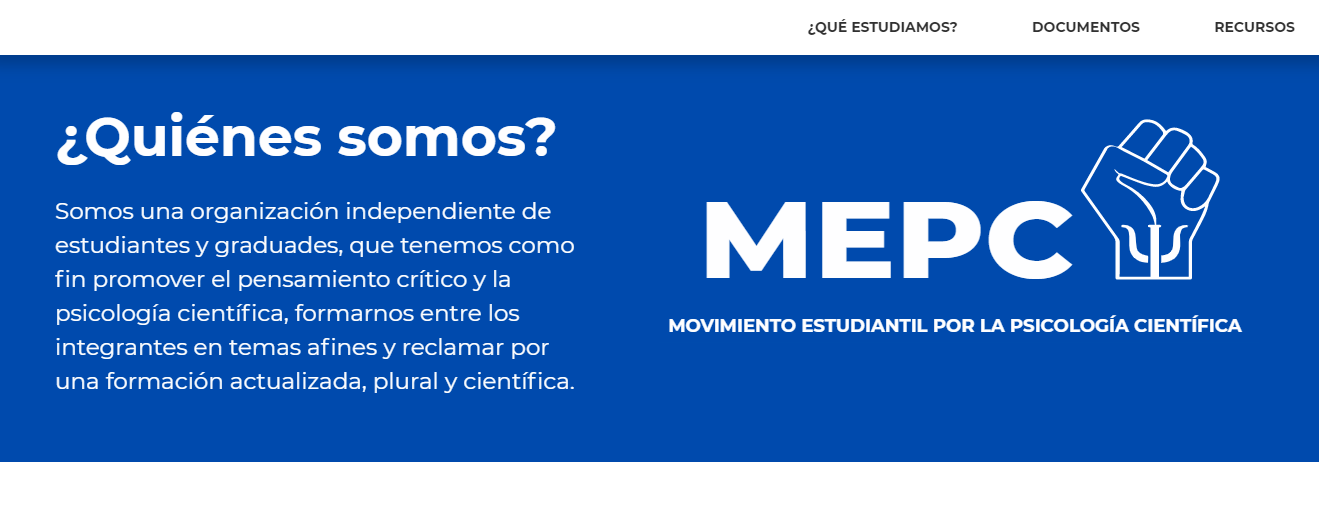 ¿QUÉ ESTUDIAMOS? DOCUMENTOS RECURSOS
¿Quiénes somos?
Somos una organización independiente de
estudiantes y graduades, que tenemos como
fin promover el pensamiento crítico y la
psicología científica, formarnos entre los
integrantes en temas afines y reclamar por
una formación actualizada, plural y científica.
MEPC
MOVIMIENTO ESTUDIANTIL POR LA PSICOLOGÍA CIENTÍFICA